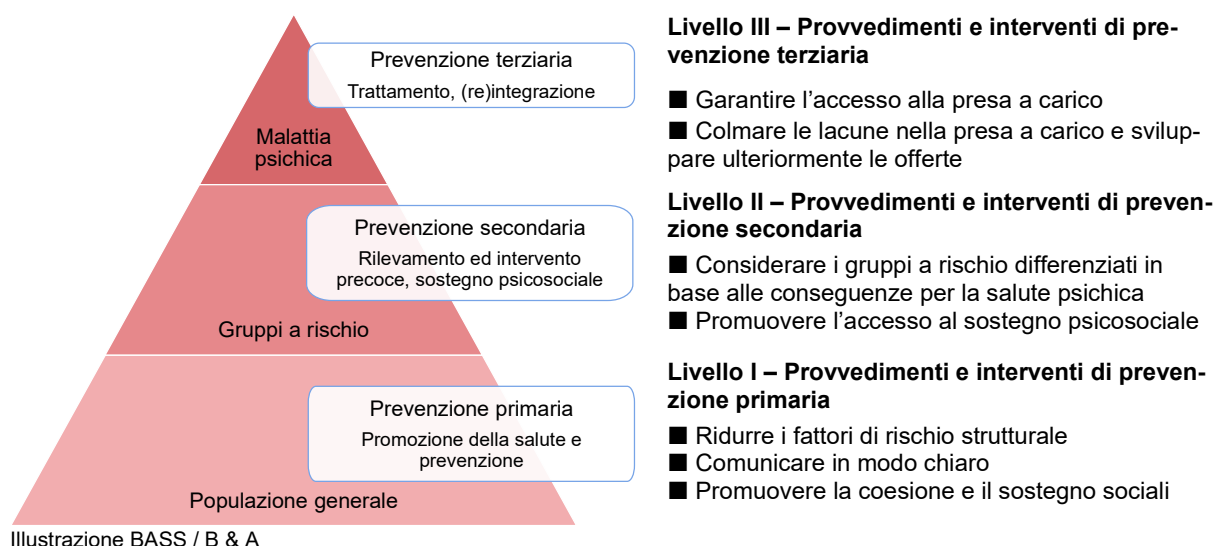 Prevenzione terziaria
Trattamento, (re)integrazione
Malattia
psichica
Prevenzione secondaria
Rilevamento ed intervento
precoce, sostegno psicosociale
Gruppi a rischio
Prevenzione primaria
Promozione della salute e
prevenzione
Populazione generale
Illustrazione BASS / B & A
Livello III – Provvedimenti e interventi di pre-
venzione terziaria
■ Garantire l’accesso alla presa a carico
■ Colmare le lacune nella presa a carico e svilup-
pare ulteriormente le offerte
Livello II – Provvedimenti e interventi di preven-
zione secondaria
■ Considerare i gruppi a rischio differenziati in
base alle conseguenze per la salute psichica
■ Promuovere l’accesso al sostegno psicosociale
Livello I – Provvedimenti e interventi di preven-
zione primaria
■ Ridurre i fattori di rischio strutturale
■ Comunicare in modo chiaro
■ Promuovere la coesione e il sostegno sociali